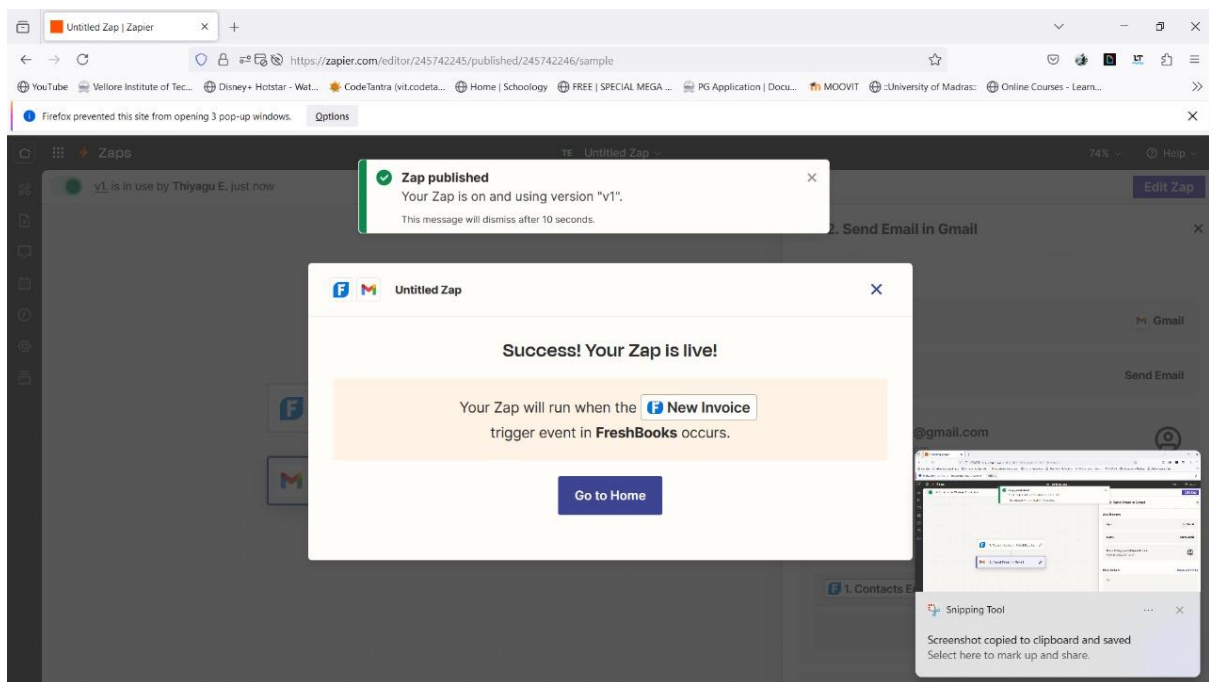 Untitled Zap | Zapier
https://zapier.com/editor/245742245/published/245742246/sample
YouTube Vellore Institute of Tec... Disney+ Hotstar - Wat... CodeTantra (vit.codeta... Home | Schoology FREE | SPECIAL MEGA ... PG Application | Docu... MOOVIT ::University of Madras:: Online Courses - Learn...
Firefox prevented this site from opening 3 pop-up windows. Options
Zaps TE Untitled Zap 74% Help
v1. is in use by Thiyagu E, just now
Edit Zap
Zap published
Your Zap is on and using version "v1".
This message will dismiss after 10 seconds.
2. Send Email in Gmail
Untitled Zap
Gmail
Success! Your Zap is live!
Send Email
Your Zap will run when the New Invoice
trigger event in FreshBooks occurs.
@gmail.com
Go to Home
1. Contacts E
Snipping Tool
Screenshot copied to clipboard and saved
Select here to mark up and share.